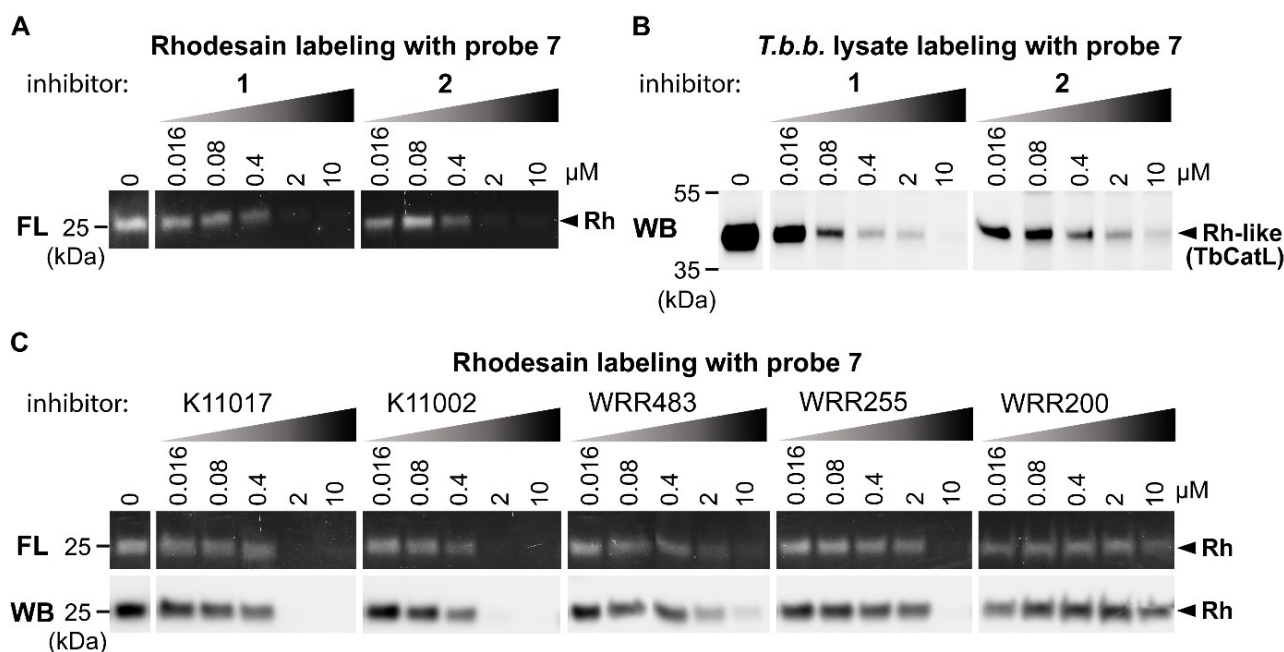 A
Rhodesain labeling with probe 7
inhibitor: 1 2
0 0.016 0.08 0.4 2 10 0.016 0.08 0.4 2 10 µM
FL 25 Rh
(kDa)
B
T.b.b. lysate labeling with probe 7
inhibitor: 1 2
0 0.016 0.08 0.4 2 10 0.016 0.08 0.4 2 10 µM
55
WB Rh-like
(TbCatL)
35
(kDa)
C
Rhodesain labeling with probe 7
inhibitor: K11017 K11002 WRR483 WRR255 WRR200
0 0.016 0.08 0.4 2 10 0.016 0.08 0.4 2 10 0.016 0.08 0.4 2 10 0.016 0.08 0.4 2 10 0.016 0.08 0.4 2 10 µM
FL 25 Rh
WB 25 Rh
(kDa)